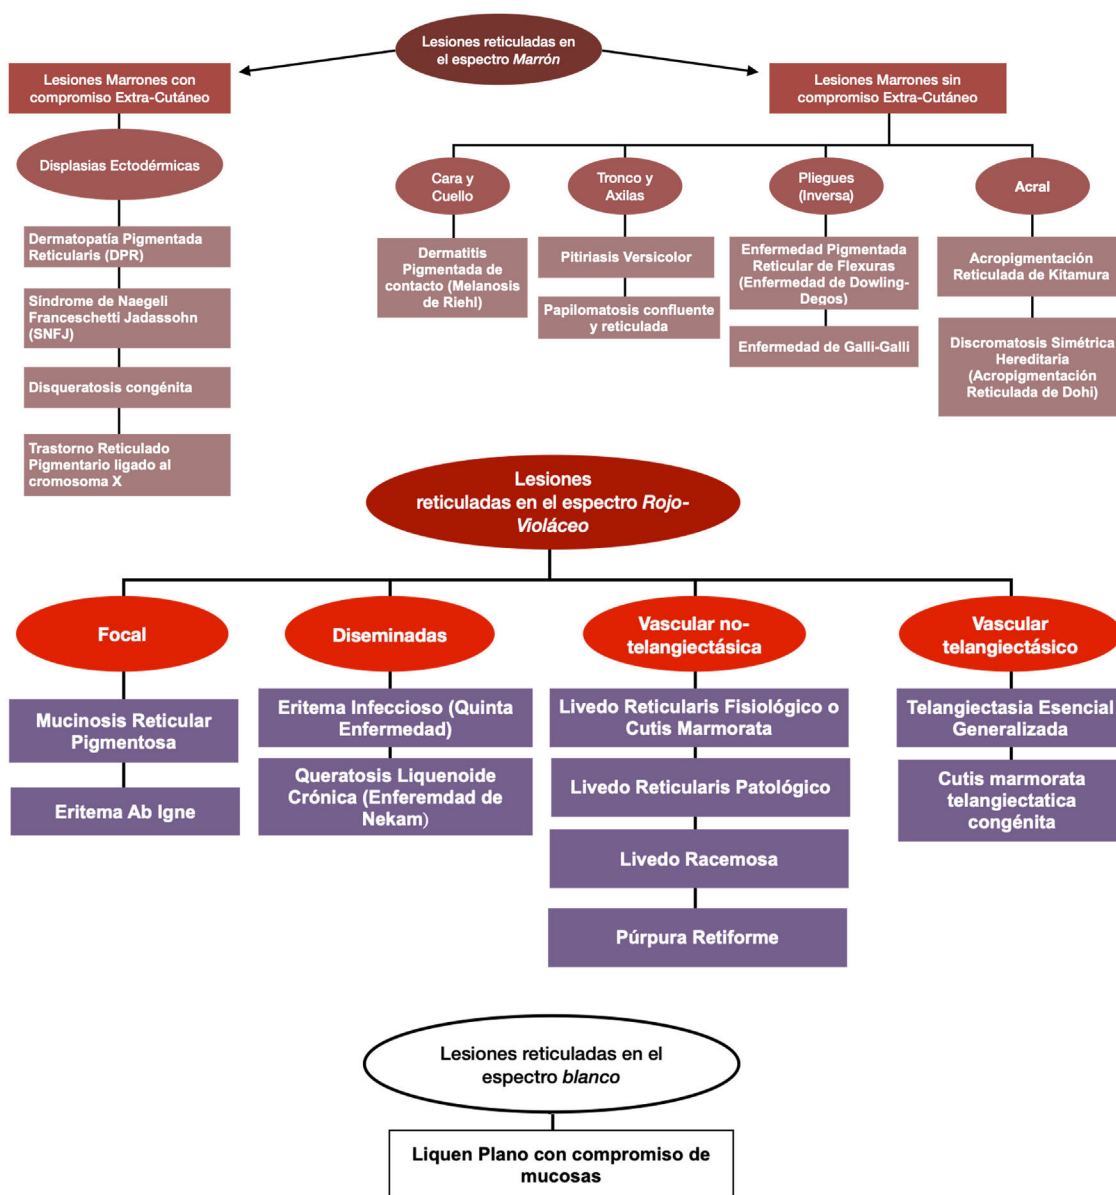 Lesiones reticuladas en
el espectro Marrón
Lesiones Marrones con
compromiso Extra-Cutáneo
Lesiones Marrones sin
compromiso Extra-Cutáneo
Displasias Ectodérmicas
Dermatopatía Pigmentada
Reticularis (DPR)
Síndrome de Naegeli
Franceschetti Jadassohn
(SNFJ)
Disqueratosis congénita
Trastorno Reticulado
Pigmentario ligado al
cromosoma X
Cara y
Cuello
Dermatitis
Pigmentada de
contacto (Melanosis
de Riehl)
Tronco y
Axilas
Pitiriasis Versicolor
Papilomatosis confluente
y reticulada
Pliegues
(Inversa)
Enfermedad Pigmentada
Reticular de Flexuras
(Enfermedad de Dowling-
Degos)
Enfermedad de Galli-Galli
Acral
Acropigmentación
Reticulada de Kitamura
Discromatosis Simétrica
Hereditaria
(Acropigmentación
Reticulada de Dohi)
Lesiones
reticuladas en el espectro Rojo-
Violáceo
Focal
Mucinosis Reticular
Pigmentosa
Eritema Ab Igne
Diseminadas
Eritema Infeccioso (Quinta
Enfermedad)
Queratosis Liquenoide
Crónica (Enferemdad de
Nekam)
Vascular no-
telangiectásica
Livedo Reticularis Fisiológico o
Cutis Marmorata
Livedo Reticularis Patológico
Livedo Racemosa
Púrpura Retiforme
Vascular
telangiectásico
Telangiectasia Esencial
Generalizada
Cutis marmorata
telangiectatica
congénita
Lesiones reticuladas en el
espectro blanco
Liquen Plano con compromiso de
mucosas